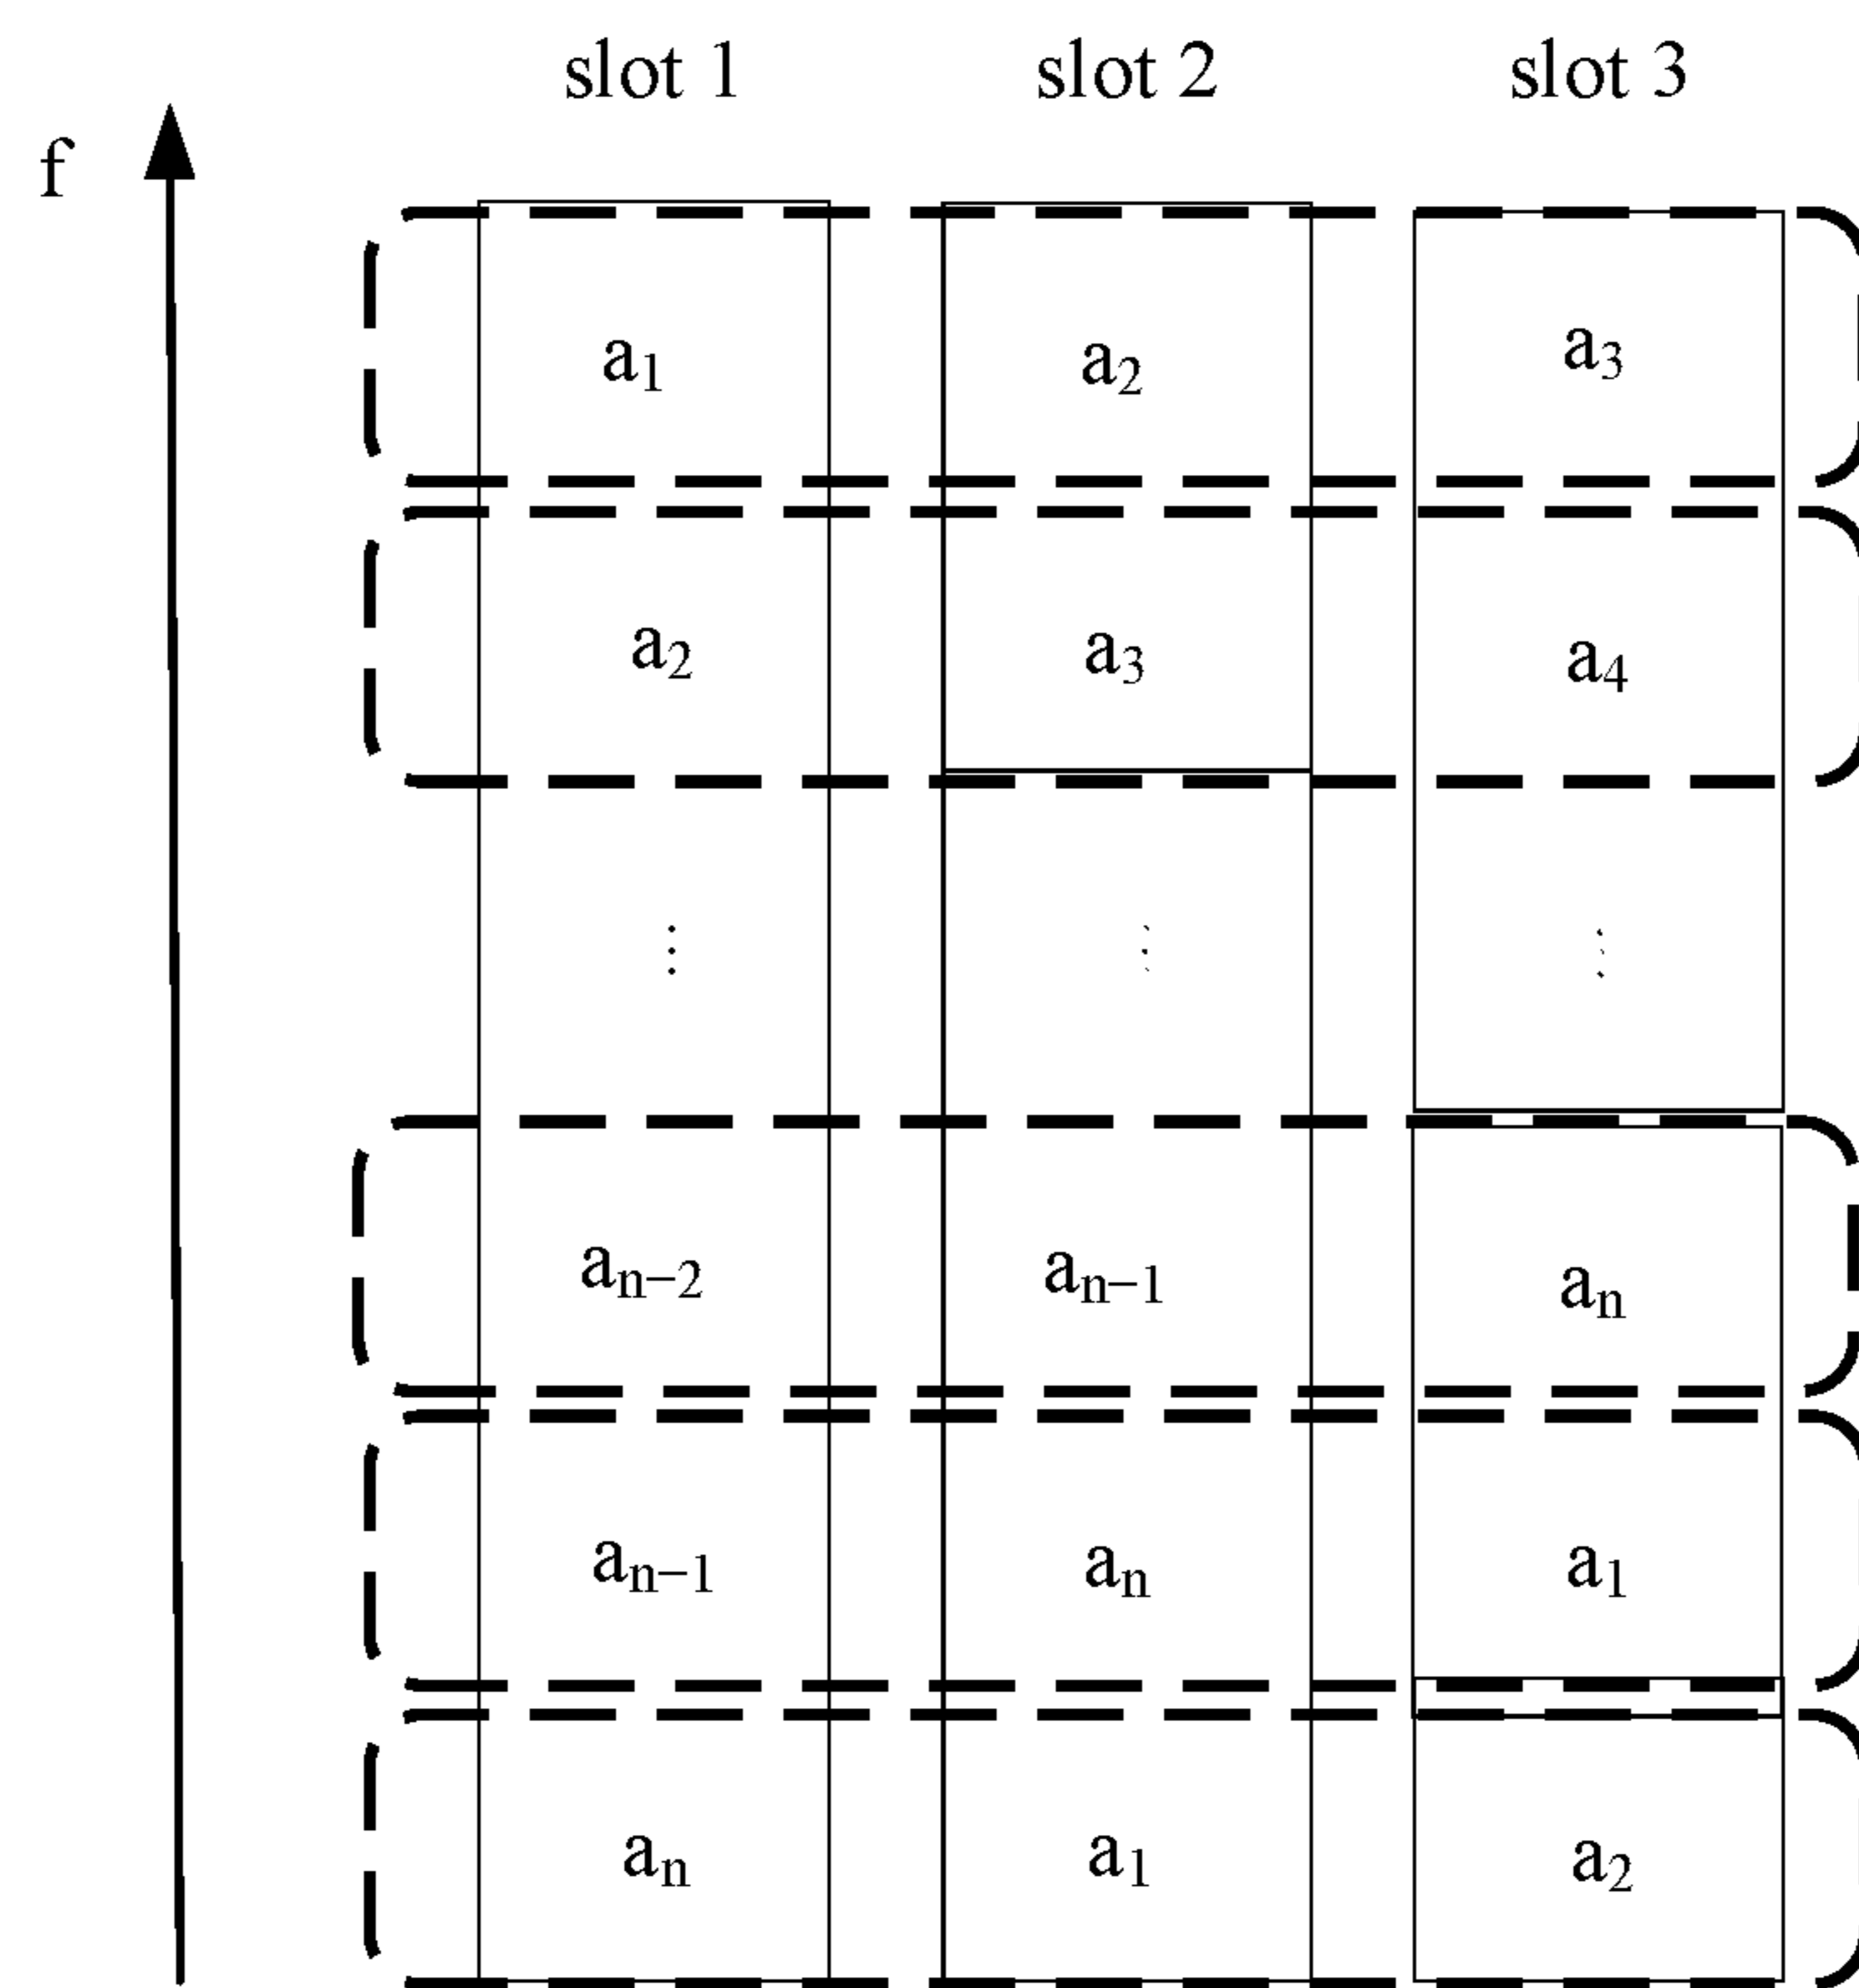 slot 1 slot 2 slot 3
f
a₁ a₂ a₃
a₂ a₃ a₄
⋮ ⋮ ⋮
aₙ₋₂ aₙ₋₁ aₙ
aₙ₋₁ aₙ a₁
aₙ a₁ a₂